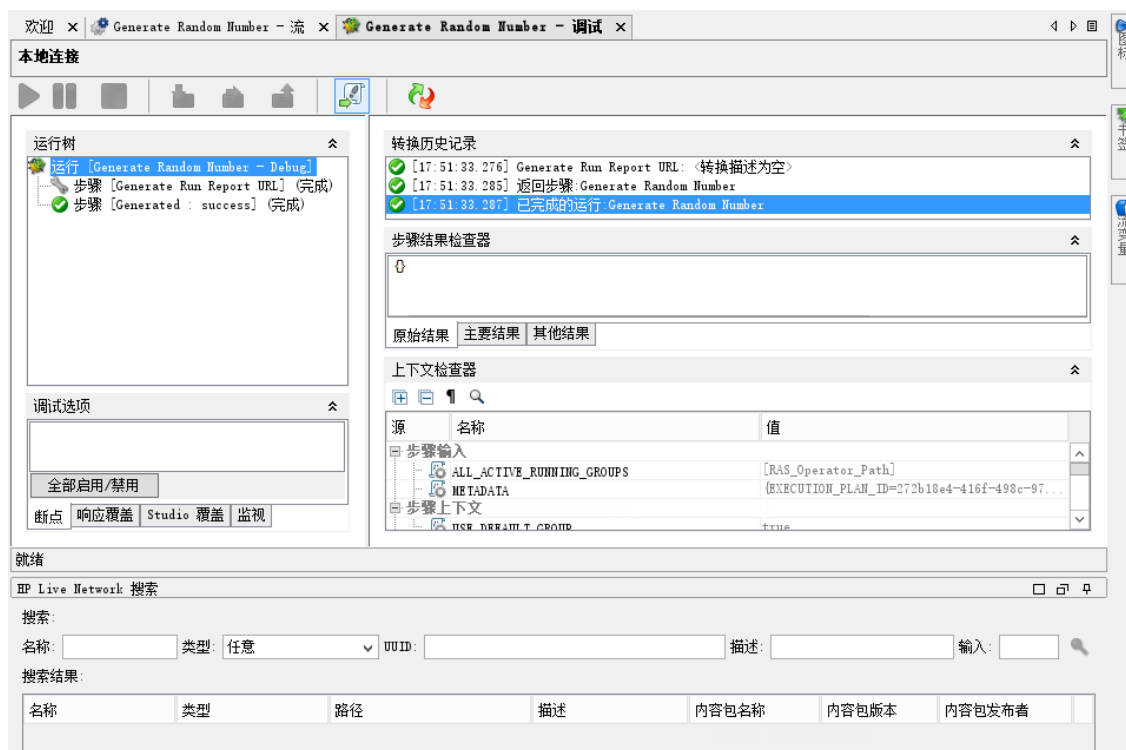 欢迎 Generate Random Number - 流 Generate Random Number - 调试
本地连接
运行树
运行 [Generate Random Number - Debug]
步骤 [Generate Run Report URL] (完成)
步骤 [Generated : success] (完成)
调试选项
全部启用/禁用
断点 响应覆盖 Studio 覆盖 监视
转换历史记录
[17:51:33.276] Generate Run Report URL: <转换描述为空>
[17:51:33.285] 返回步骤:Generate Random Number
[17:51:33.287] 已完成的运行:Generate Random Number
步骤结果检查器
{}
原始结果 主要结果 其他结果
上下文检查器
源 名称 值
步骤输入
ALL_ACTIVE_RUNNING_GROUPS [RAS_Operator_Path]
METADATA {EXECUTION_PLAN_ID=272b18e4-416f-498c-97...
步骤上下文
USE_DEFAULT_GROUP true
图标
书签
流变量
就绪
HP Live Network 搜索
搜索:
名称: 类型: 任意 UUID: 描述: 输入:
搜索结果:
名称 类型 路径 描述 内容包名称 内容包版本 内容包发布者